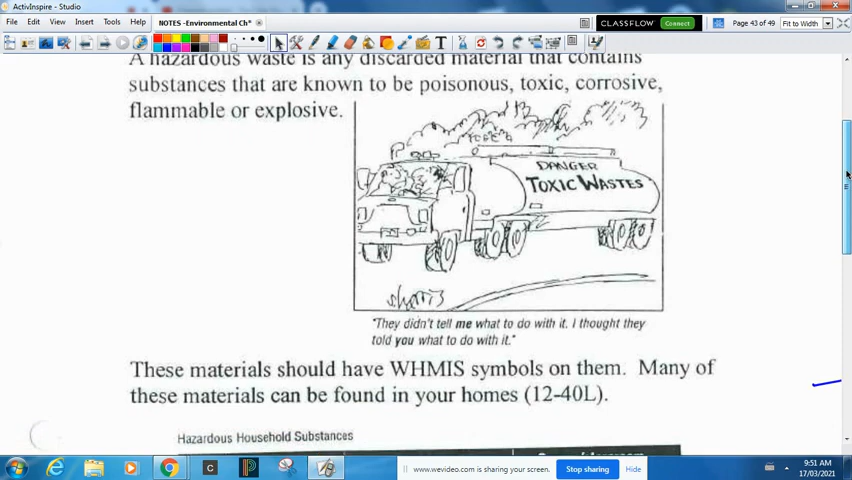 ActivInspire - Studio
File Edit View Insert Tools Help NOTES -Environmental Ch* CLASSFLOW Connect Page 43 of 49 Fit to Width
A hazardous waste is any discarded material that contains
substances that are known to be poisonous, toxic, corrosive,
flammable or explosive.
DANGER
TOXIC WASTES
"They didn't tell me what to do with it. I thought they
told you what to do with it."
These materials should have WHMIS symbols on them. Many of
these materials can be found in your homes (12-40L).
Hazardous Household Substances
www.wevideo.com is sharing your screen. Stop sharing Hide
9:51 AM
17/03/2021